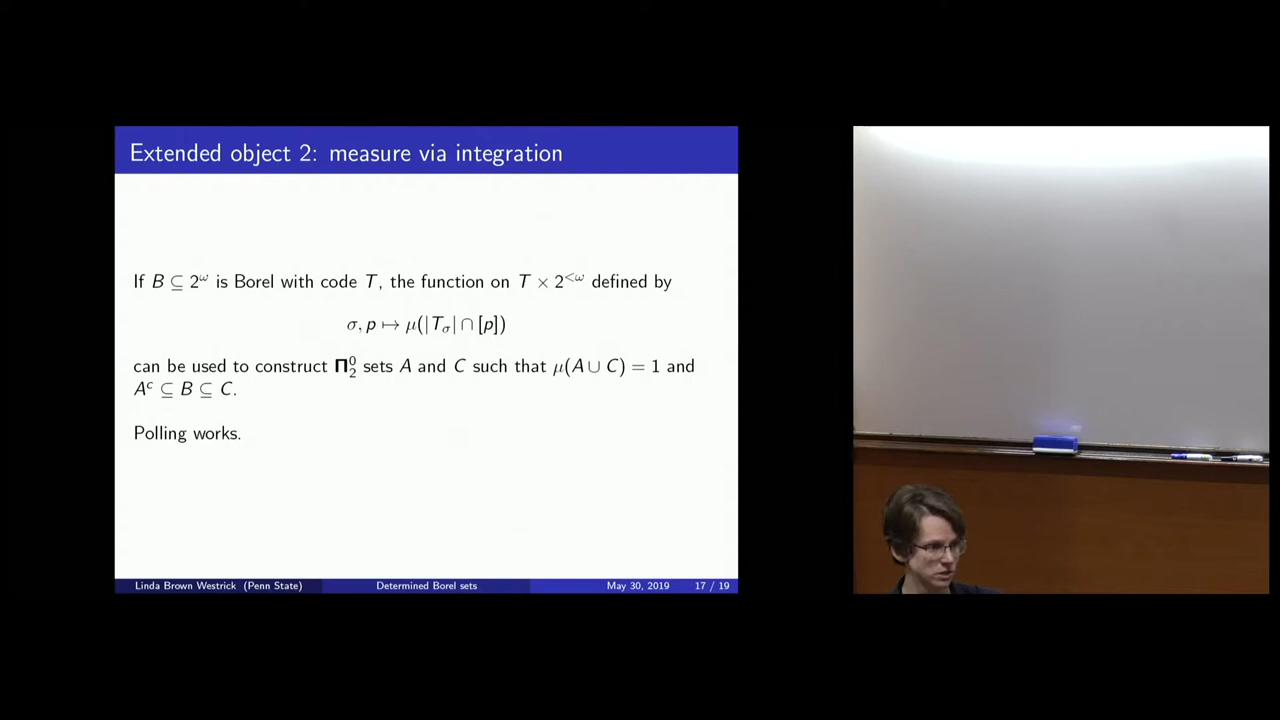 Extended object 2: measure via integration
If B ⊆ 2^ω is Borel with code T, the function on T × 2^{<ω} defined by
σ, p ↦ μ(|T_σ| ∩ [p])
can be used to construct 𝚷^0_2 sets A and C such that μ(A ∪ C) = 1 and
A^c ⊆ B ⊆ C.
Polling works.
Linda Brown Westrick (Penn State) Determined Borel sets May 30, 2019 17 / 19